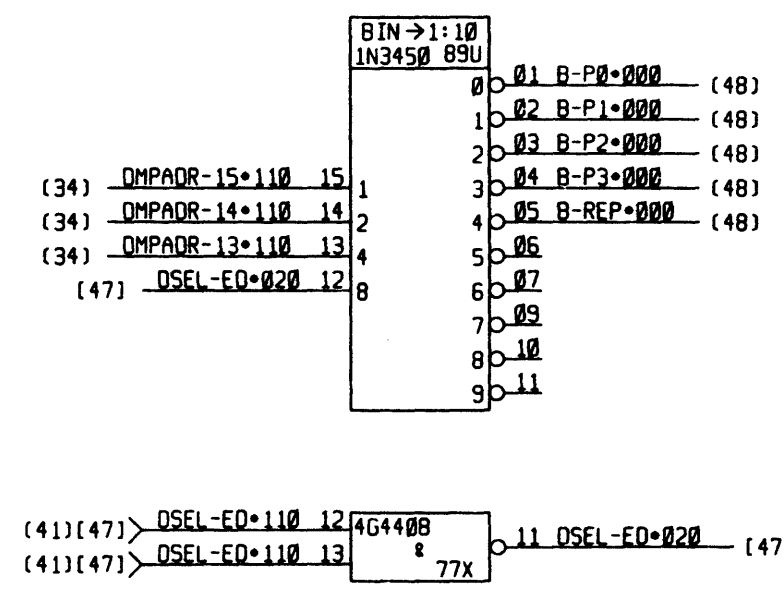 BIN→1:10
1N3450 89U
0 01 B-P0•000 (48)
1 02 B-P1•000 (48)
2 03 B-P2•000 (48)
(34) DMPADR-15•110 15 1 3 04 B-P3•000 (48)
(34) DMPADR-14•110 14 2 4 05 B-REP•000 (48)
(34) DMPADR-13•110 13 4 5 06
[47] DSEL-ED•020 12 8 6 07
7 09
8 10
9 11
(41)[47] DSEL-ED•110 12 4G440B 11 DSEL-ED•020 [47
(41)[47] DSEL-ED•110 13 & 77X